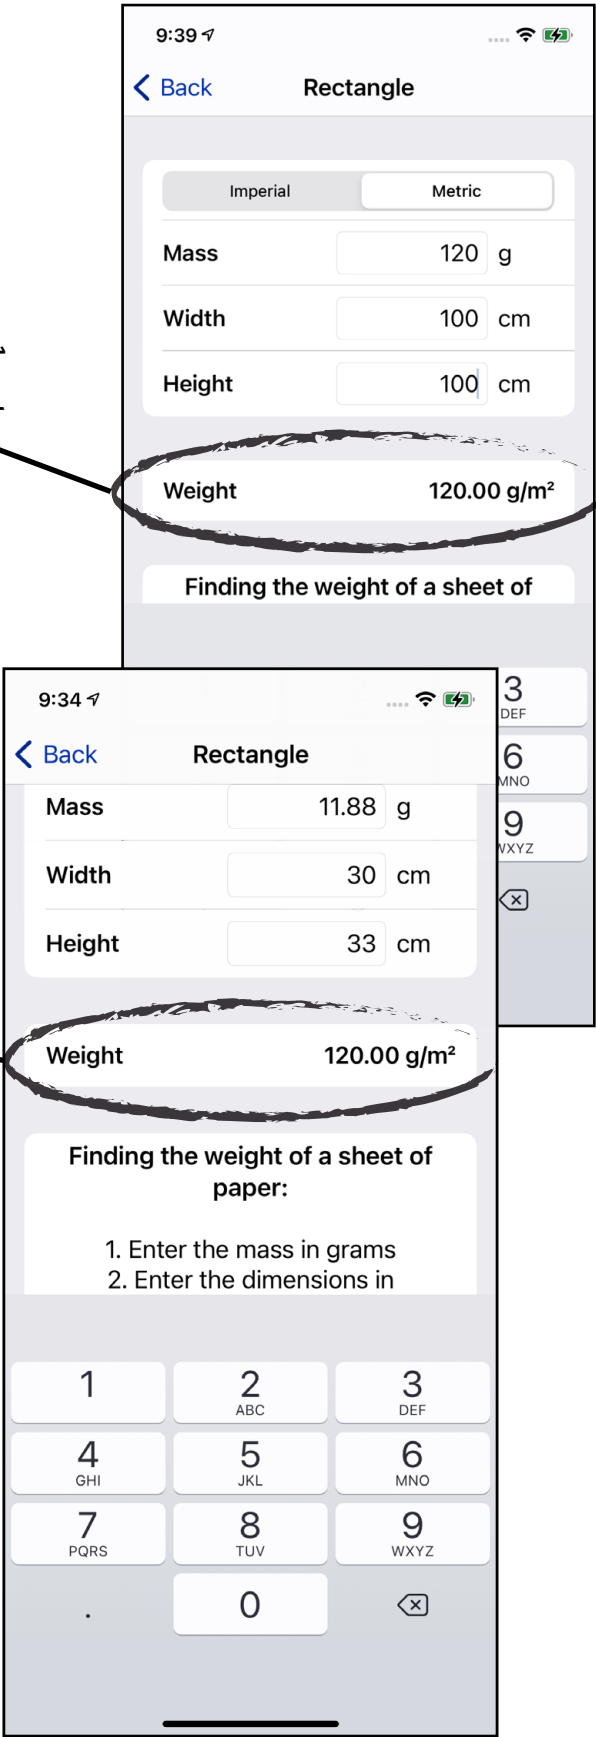 9:39
Back Rectangle
Imperial Metric
Mass 120 g
Width 100 cm
Height 100 cm
Weight 120.00 g/m²
Finding the weight of a sheet of
3
DEF
6
MNO
9
WXYZ
9:34
Back Rectangle
Mass 11.88 g
Width 30 cm
Height 33 cm
Weight 120.00 g/m²
Finding the weight of a sheet of
paper:
1. Enter the mass in grams
2. Enter the dimensions in
1 2 3
ABC DEF
4 5 6
GHI JKL MNO
7 8 9
PQRS TUV WXYZ
. 0